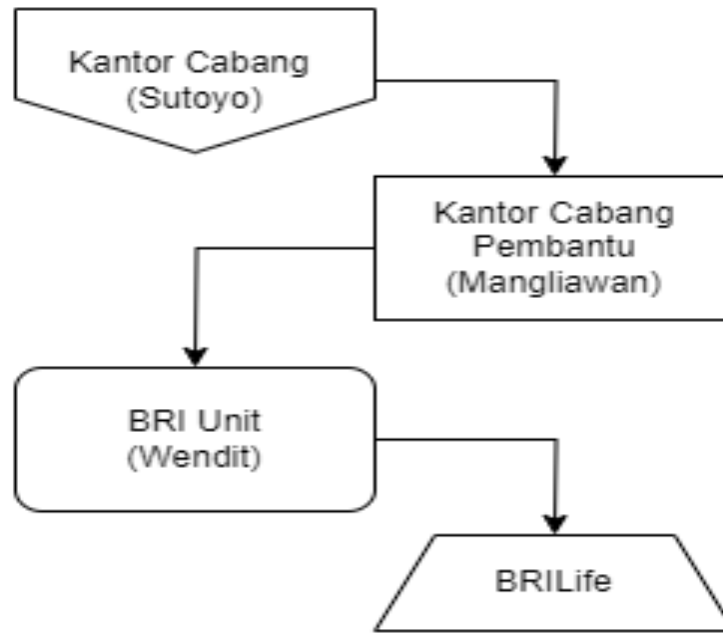 Kantor Cabang
(Sutoyo)
Kantor Cabang
Pembantu
(Mangliawan)
BRI Unit
(Wendit)
BRILife